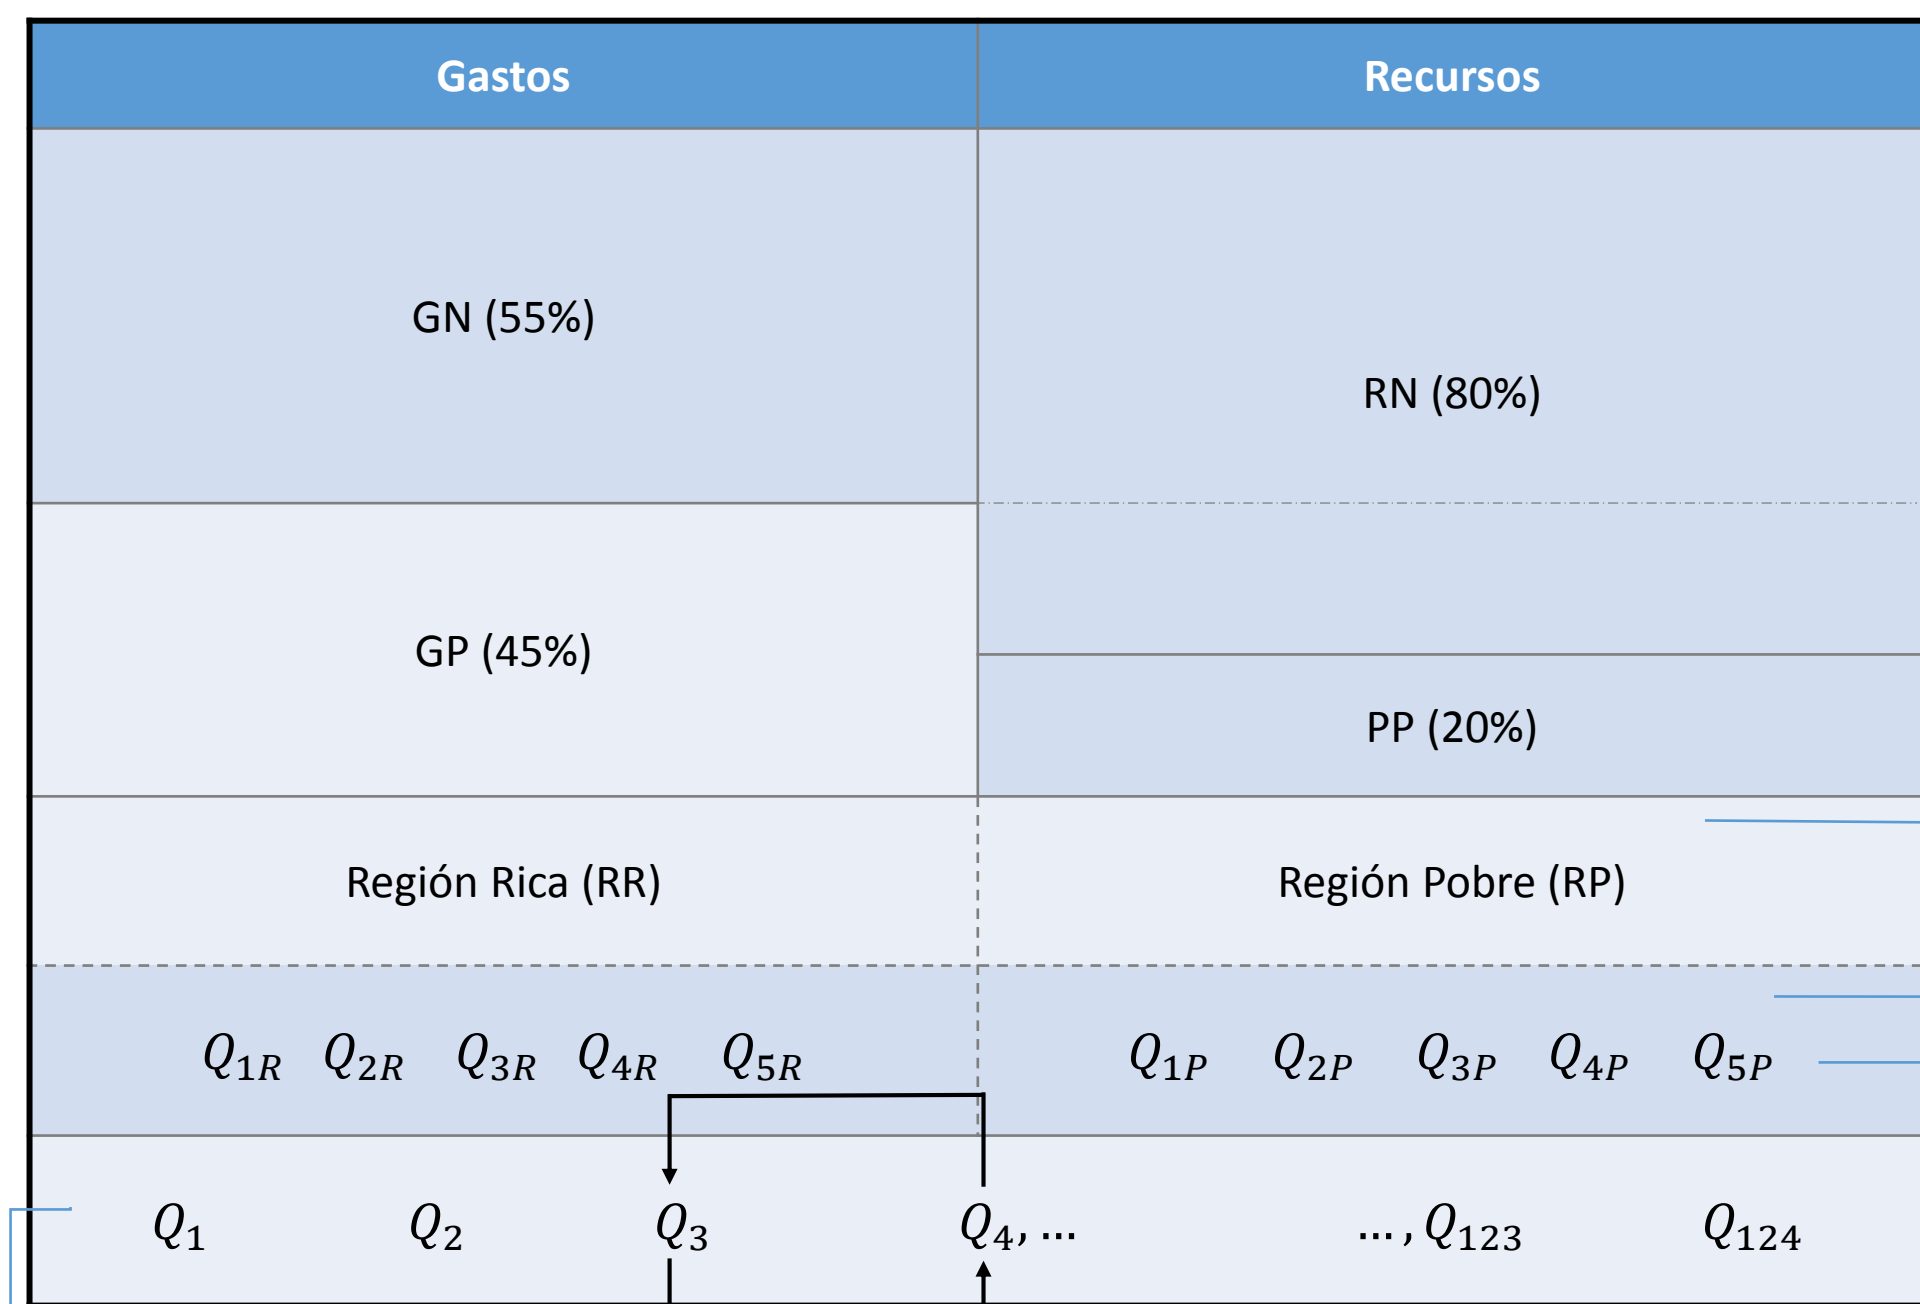 Gastos Recursos
GN (55%)
RN (80%)
GP (45%)
PP (20%)
Región Rica (RR) Región Pobre (RP)
Q₁R Q₂R Q₃R Q₄R Q₅R Q₁P Q₂P Q₃P Q₄P Q₅P
Q₁ Q₂ Q₃ Q₄, ... ..., Q₁₂₃ Q₁₂₄